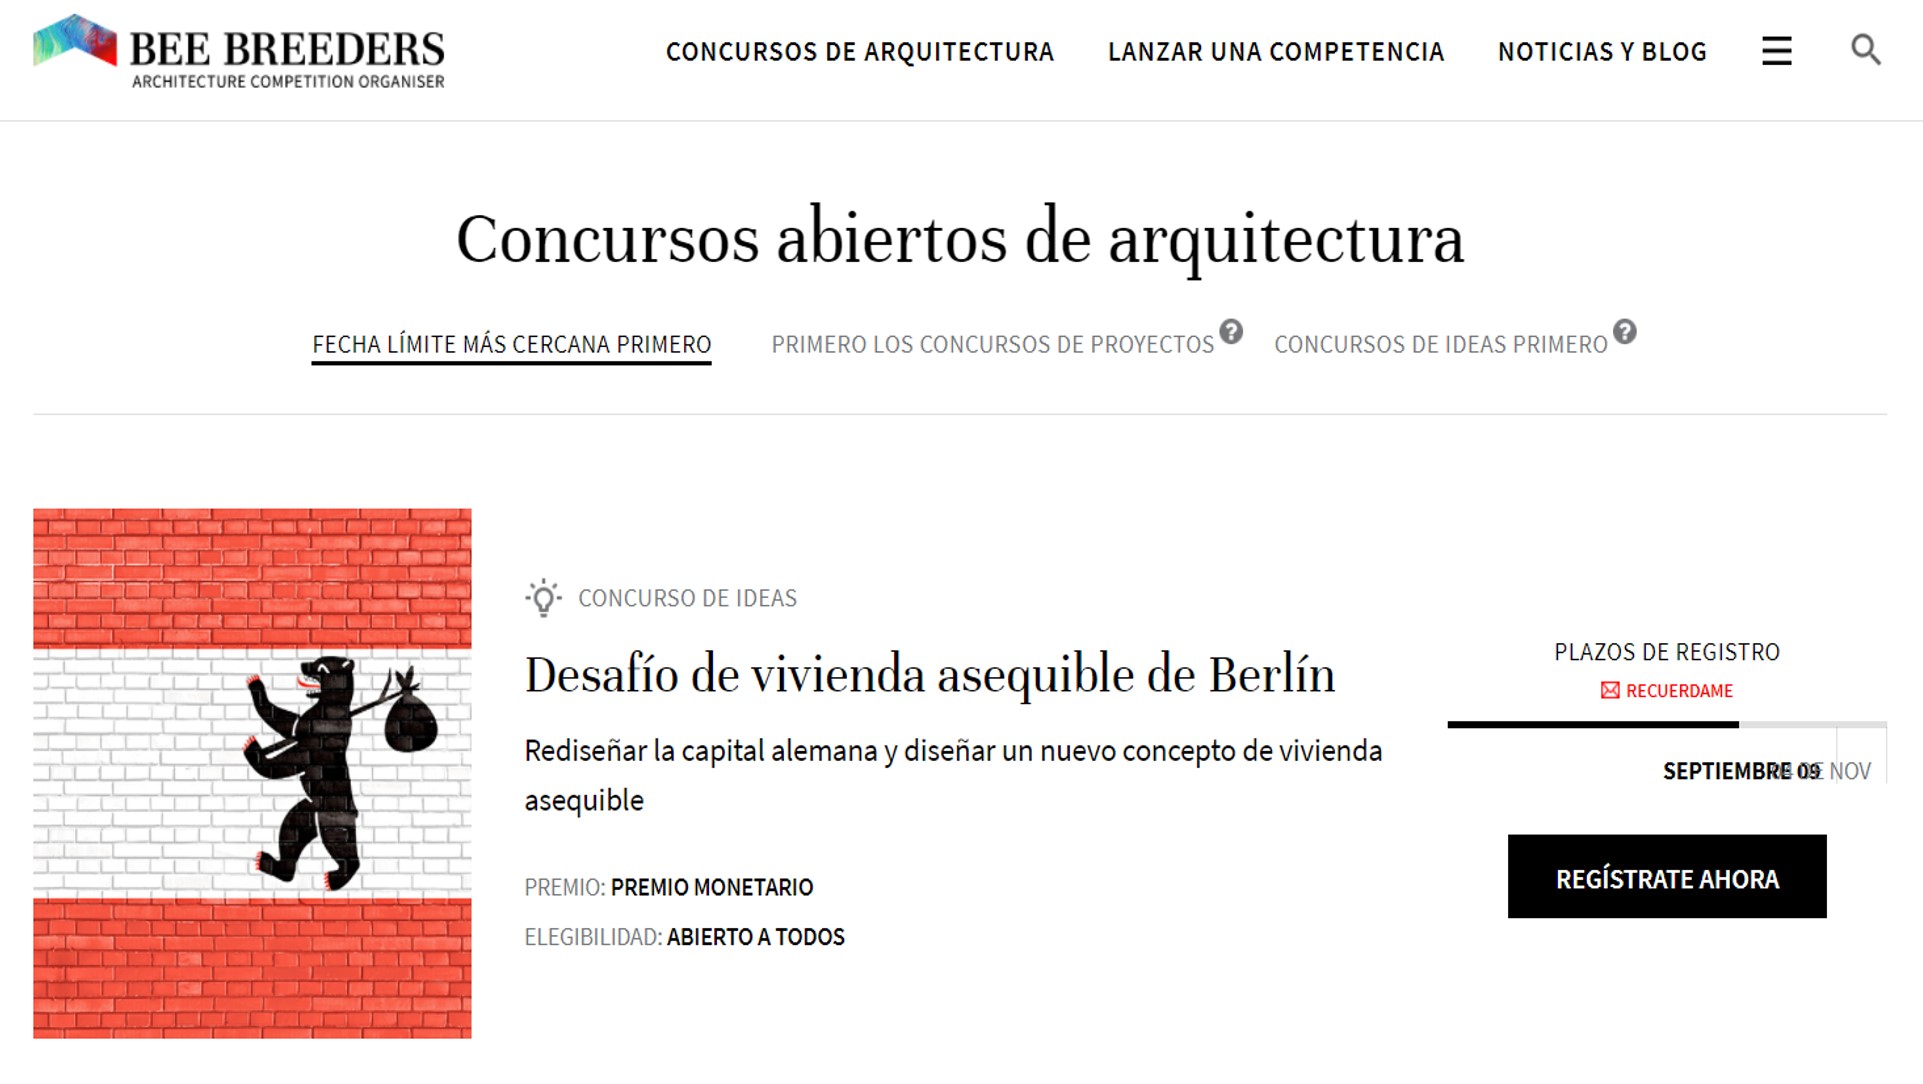 BEE BREEDERS
ARCHITECTURE COMPETITION ORGANISER
CONCURSOS DE ARQUITECTURA
LANZAR UNA COMPETENCIA
NOTICIAS Y BLOG
Concursos abiertos de arquitectura
FECHA LÍMITE MÁS CERCANA PRIMERO
PRIMERO LOS CONCURSOS DE PROYECTOS ?
CONCURSOS DE IDEAS PRIMERO ?
CONCURSO DE IDEAS
Desafío de vivienda asequible de Berlín
Rediseñar la capital alemana y diseñar un nuevo concepto de vivienda
asequible
PREMIO: PREMIO MONETARIO
ELEGIBILIDAD: ABIERTO A TODOS
PLAZOS DE REGISTRO
RECUERDAME
SEPTIEMBRE
DE NOV
REGÍSTRATE AHORA